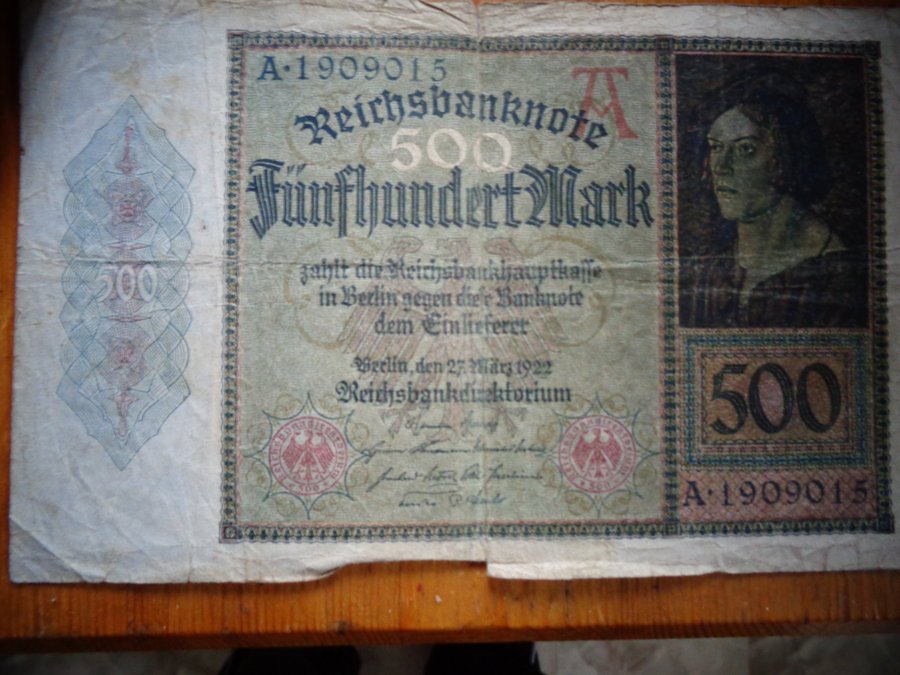 A·1909015
Reichsbanknote
500
Fünfhundert Mark
zahlt die Reichsbankhauptkasse
in Berlin gegen diese Banknote
dem Einlieferer
Berlin, den 27. März 1922
Reichsbankdirektorium
500
500
A·1909015